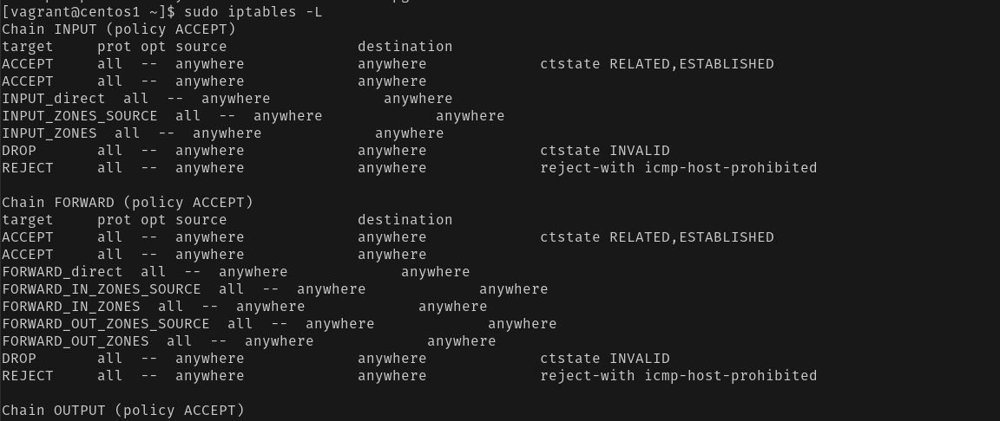 [vagrant@centos1 ~]$ sudo iptables -L
Chain INPUT (policy ACCEPT)
target     prot opt source               destination
ACCEPT     all  --  anywhere             anywhere             ctstate RELATED,ESTABLISHED
ACCEPT     all  --  anywhere             anywhere
INPUT_direct  all  --  anywhere             anywhere
INPUT_ZONES_SOURCE  all  --  anywhere             anywhere
INPUT_ZONES  all  --  anywhere             anywhere
DROP       all  --  anywhere             anywhere             ctstate INVALID
REJECT     all  --  anywhere             anywhere             reject-with icmp-host-prohibited

Chain FORWARD (policy ACCEPT)
target     prot opt source               destination
ACCEPT     all  --  anywhere             anywhere             ctstate RELATED,ESTABLISHED
ACCEPT     all  --  anywhere             anywhere
FORWARD_direct  all  --  anywhere             anywhere
FORWARD_IN_ZONES_SOURCE  all  --  anywhere             anywhere
FORWARD_IN_ZONES  all  --  anywhere             anywhere
FORWARD_OUT_ZONES_SOURCE  all  --  anywhere             anywhere
FORWARD_OUT_ZONES  all  --  anywhere             anywhere
DROP       all  --  anywhere             anywhere             ctstate INVALID
REJECT     all  --  anywhere             anywhere             reject-with icmp-host-prohibited

Chain OUTPUT (policy ACCEPT)